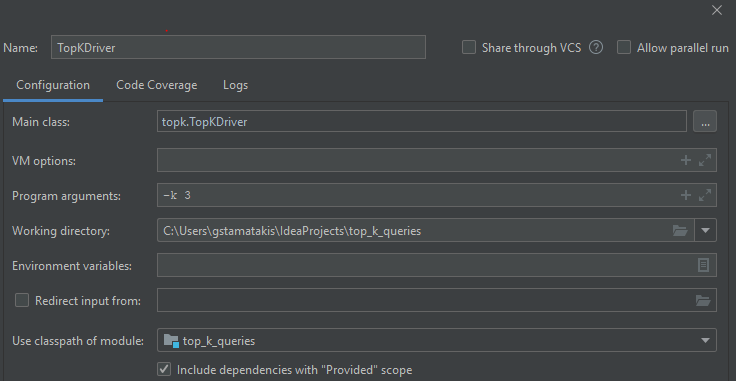 Name: TopKDriver Share through VCS ? Allow parallel run
Configuration Code Coverage Logs
Main class: topk.TopKDriver ...
VM options:
Program arguments: -k 3
Working directory: C:\Users\gstamatakis\IdeaProjects\top_k_queries
Environment variables:
Redirect input from:
Use classpath of module: top_k_queries
Include dependencies with "Provided" scope